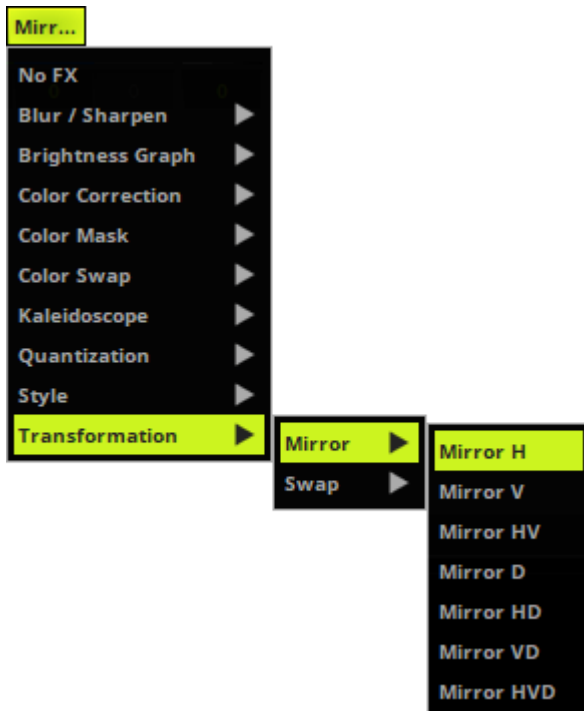 Mirr...
No FX
Blur / Sharpen
Brightness Graph
Color Correction
Color Mask
Color Swap
Kaleidoscope
Quantization
Style
Transformation
Mirror
Swap
Mirror H
Mirror V
Mirror HV
Mirror D
Mirror HD
Mirror VD
Mirror HVD